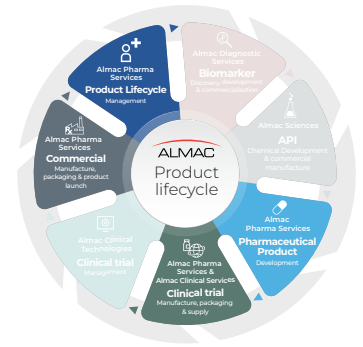 Almac Pharma
Services
Product Lifecycle
Management
Almac Diagnostic
Services
Biomarker
Discovery, development
& commercialisation
Almac Sciences
API
Chemical Development
& commercial
manufacture
Almac
Pharma Services
Pharmaceutical
Product
Development
Almac Pharma
Services &
Almac Clinical Services
Clinical trial
Manufacture, packaging
& supply
Almac Clinical
Technologies
Clinical trial
Management
Almac Pharma
Services
Commercial
Manufacture,
packaging & product
launch
ALMAC
Product
lifecycle